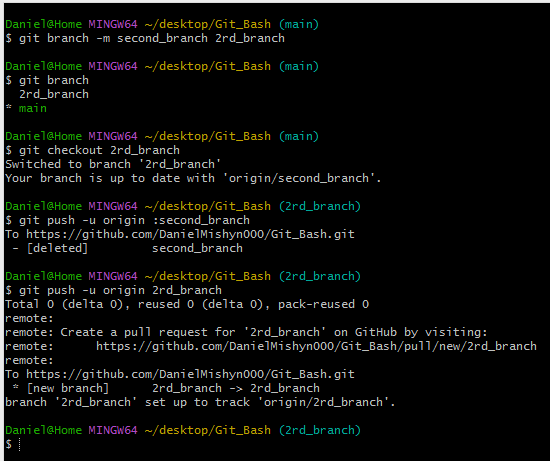 Daniel@Home MINGW64 ~/desktop/Git_Bash (main)
$ git branch -m second_branch 2rd_branch
Daniel@Home MINGW64 ~/desktop/Git_Bash (main)
$ git branch
  2rd_branch
* main
Daniel@Home MINGW64 ~/desktop/Git_Bash (main)
$ git checkout 2rd_branch
Switched to branch '2rd_branch'
Your branch is up to date with 'origin/second_branch'.
Daniel@Home MINGW64 ~/desktop/Git_Bash (2rd_branch)
$ git push -u origin :second_branch
To https://github.com/DanielMishyn000/Git_Bash.git
 - [deleted]         second_branch
Daniel@Home MINGW64 ~/desktop/Git_Bash (2rd_branch)
$ git push -u origin 2rd_branch
Total 0 (delta 0), reused 0 (delta 0), pack-reused 0
remote:
remote: Create a pull request for '2rd_branch' on GitHub by visiting:
remote:      https://github.com/DanielMishyn000/Git_Bash/pull/new/2rd_branch
remote:
To https://github.com/DanielMishyn000/Git_Bash.git
 * [new branch]      2rd_branch -> 2rd_branch
branch '2rd_branch' set up to track 'origin/2rd_branch'.
Daniel@Home MINGW64 ~/desktop/Git_Bash (2rd_branch)
$